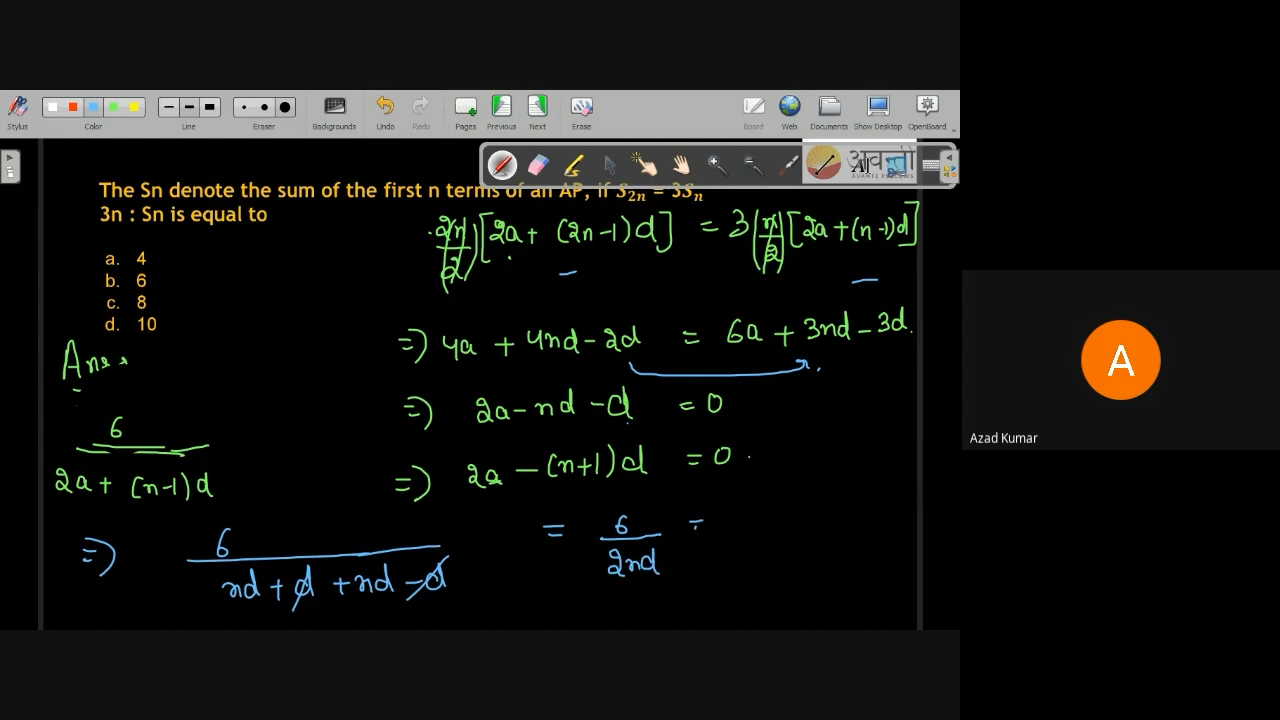 Stylus Color Line Eraser Backgrounds Undo Redo Pages Previous Next Erase Board Web Documents Show Desktop OpenBoard
अवन्ती
The Sn denote the sum of the first n terms of an AP, if S₂ₙ = 3Sₙ
3n : Sn is equal to
a. 4
b. 6
c. 8
d. 10
Ans
6 / 2a + (n-1)d
(2n/2)[2a + (2n-1)d] = 3(n/2)[2a + (n-1)d]
=> 4a + 4nd - 2d = 6a + 3nd - 3d.
=> 2a - nd - d = 0
=> 2a - (n+1)d = 0.
=> 6 / nd + d + nd - d = 6 / 2nd =
A
Azad Kumar